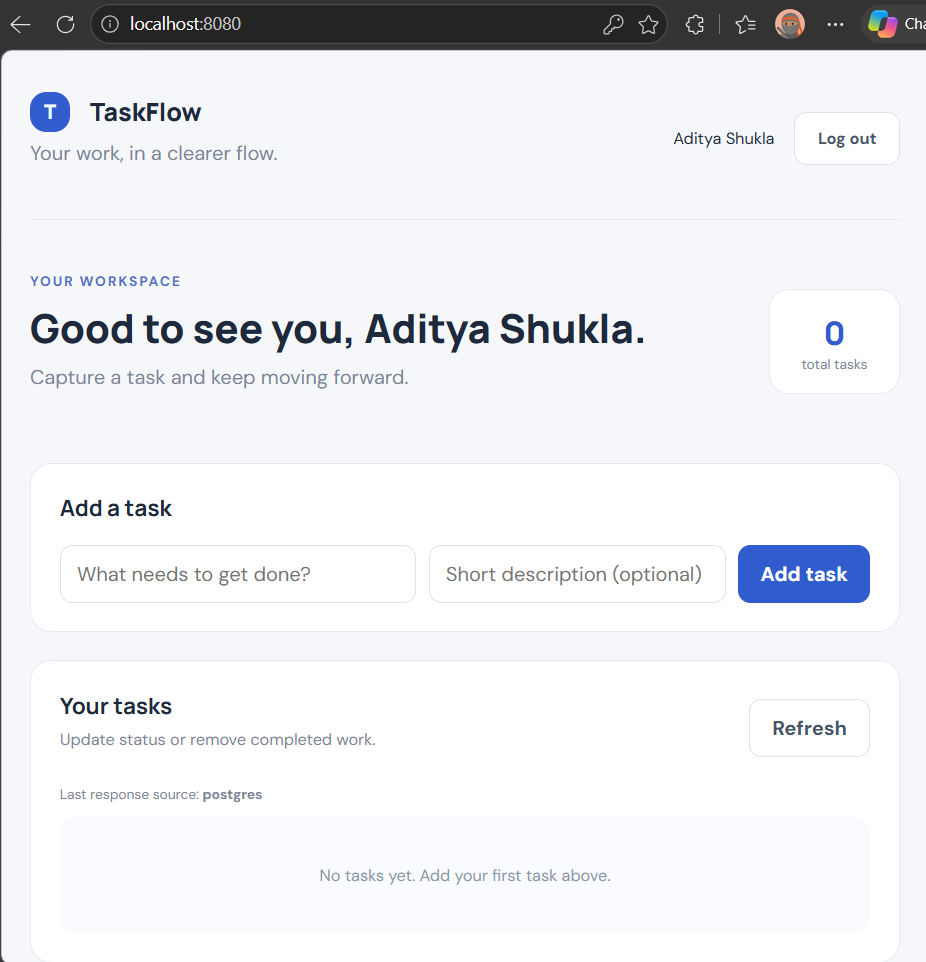 localhost:8080
Cha
T TaskFlow
Your work, in a clearer flow.
Aditya Shukla
Log out
YOUR WORKSPACE
Good to see you, Aditya Shukla.
Capture a task and keep moving forward.
0
total tasks
Add a task
What needs to get done?
Short description (optional)
Add task
Your tasks
Update status or remove completed work.
Refresh
Last response source: postgres
No tasks yet. Add your first task above.